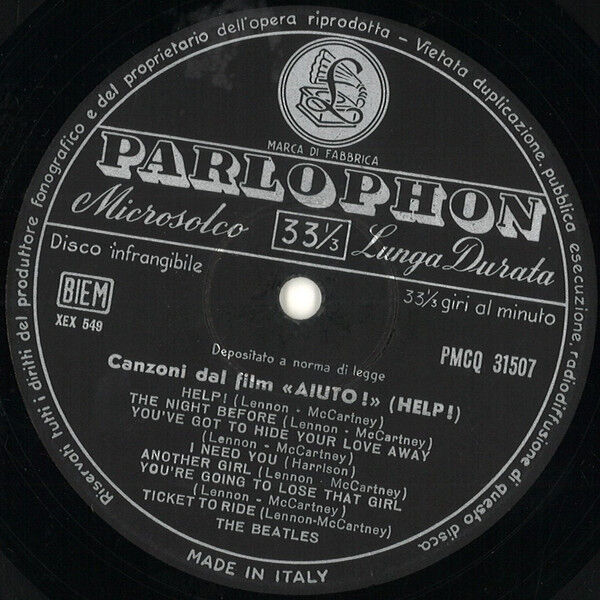 Riservati tutti i diritti del produttore fonografico e del proprietario dell'opera riprodotta - Vietata duplicazione, pubblica esecuzione, radiodiffusione di questo disco.
£
MARCA DI FABBRICA
PARLOPHON
Microsolco 33⅓ Lunga Durata
Disco infrangibile
33⅓ giri al minuto
BIEM
XEX 549
Depositato a norma di legge
PMCQ 31507
Canzoni dal film «AIUTO!» (HELP!)
HELP! (Lennon - McCartney)
THE NIGHT BEFORE (Lennon - McCartney)
YOU'VE GOT TO HIDE YOUR LOVE AWAY
(Lennon - McCartney)
I NEED YOU (Harrison)
ANOTHER GIRL (Lennon - McCartney)
YOU'RE GOING TO LOSE THAT GIRL
(Lennon - McCartney)
TICKET TO RIDE (Lennon-McCartney)
THE BEATLES
MADE IN ITALY